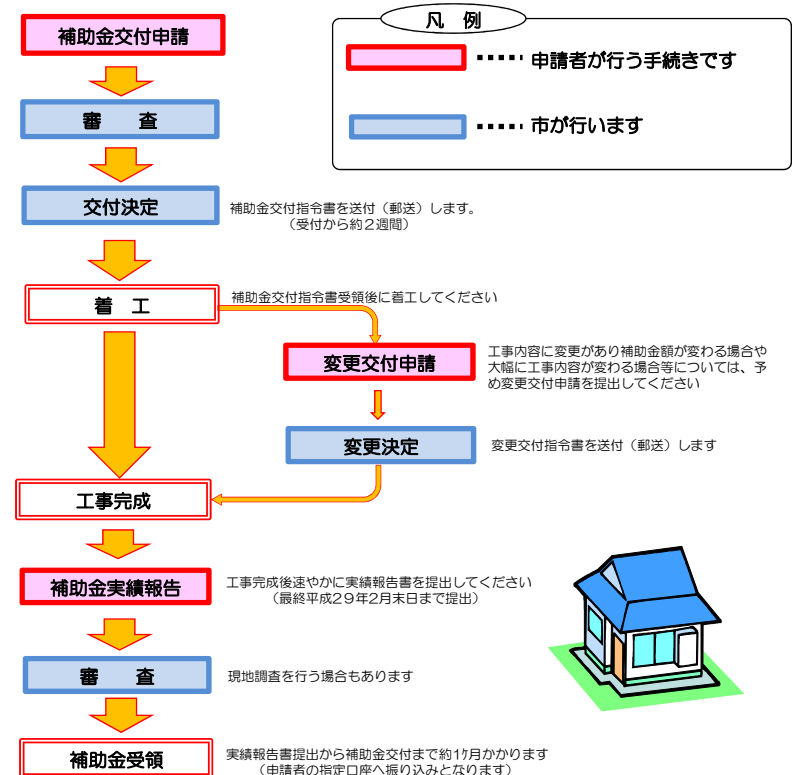 凡 例
補助金交付申請
‥‥‥ 申請者が行う手続きです
審 査
‥‥‥ 市が行います
交付決定
補助金交付指令書を送付（郵送）します。
（受付から約２週間）
着 工
補助金交付指令書受領後に着工してください
変更交付申請
工事内容に変更があり補助金額が変わる場合や
大幅に工事内容が変わる場合等については、予
め変更交付申請を提出してください
変更決定
変更交付指令書を送付（郵送）します
工事完成
補助金実績報告
工事完成後速やかに実績報告書を提出してください
（最終平成２９年２月末日まで提出）
審 査
現地調査を行う場合もあります
補助金受領
実績報告書提出から補助金交付まで約1ケ月かかります
（申請者の指定口座へ振り込みとなります）